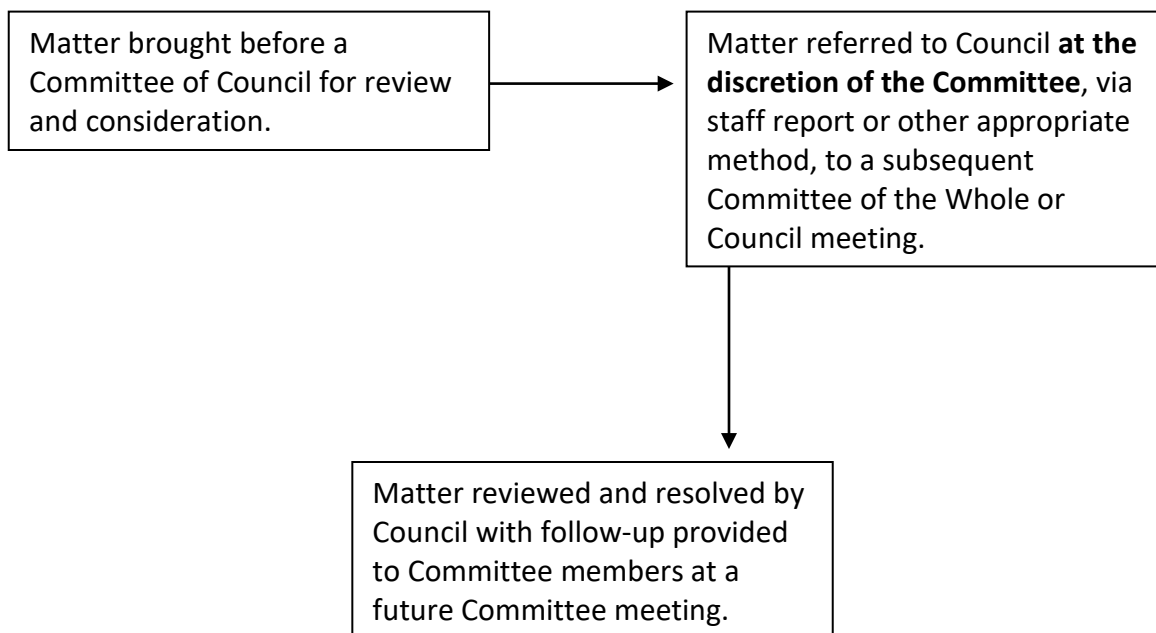 Matter brought before a
Committee of Council for review
and consideration.
Matter referred to Council at the
discretion of the Committee, via
staff report or other appropriate
method, to a subsequent
Committee of the Whole or
Council meeting.
Matter reviewed and resolved by
Council with follow-up provided
to Committee members at a
future Committee meeting.